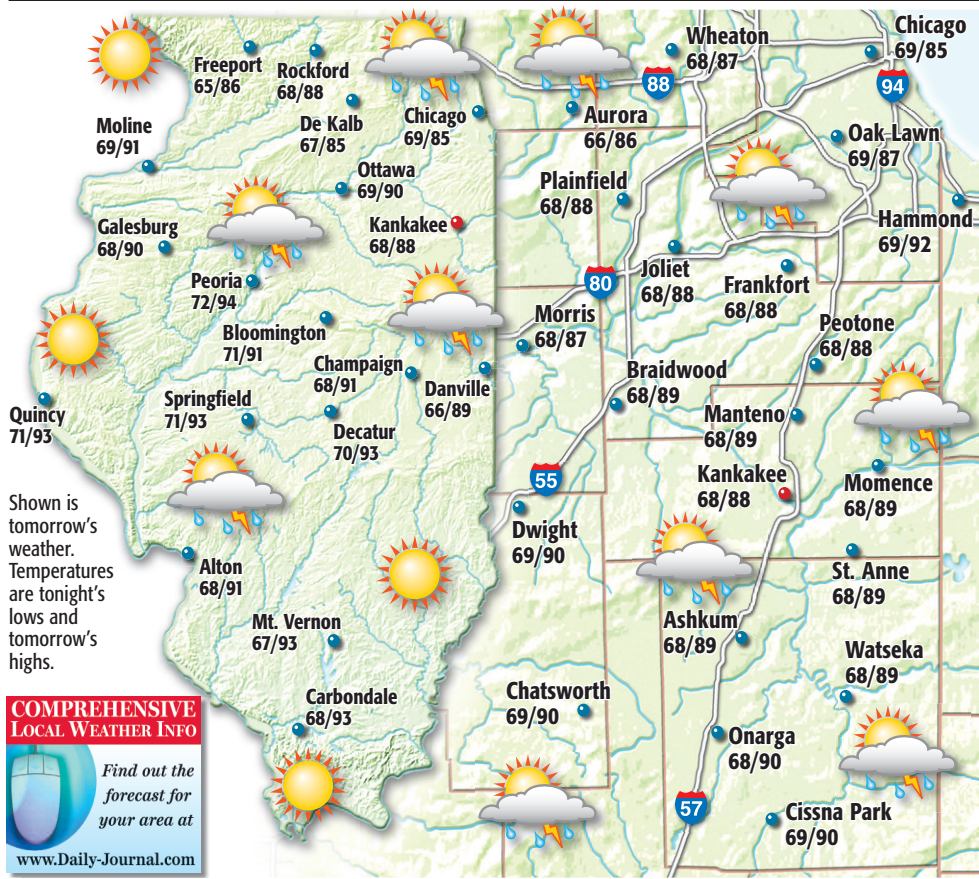 Freeport
65/86
Rockford
68/88
De Kalb
67/85
Chicago
69/85
Moline
69/91
Ottawa
69/90
Galesburg
68/90
Kankakee
68/88
Peoria
72/94
Bloomington
71/91
Champaign
68/91
Danville
66/89
Quincy
71/93
Springfield
71/93
Decatur
70/93
Shown is
tomorrow's
weather.
Temperatures
are tonight's
lows and
tomorrow's
highs.
Alton
68/91
Mt. Vernon
67/93
Carbondale
68/93
COMPREHENSIVE
LOCAL WEATHER INFO
Find out the
forecast for
your area at
www.Daily-Journal.com
Wheaton
68/87
Chicago
69/85
88
94
Aurora
66/86
Oak Lawn
69/87
Plainfield
68/88
Hammond
69/92
Joliet
68/88
Frankfort
68/88
80
Morris
68/87
Peotone
68/88
Braidwood
68/89
Manteno
68/89
Kankakee
68/88
Momence
68/89
55
Dwight
69/90
St. Anne
68/89
Ashkum
68/89
Watseka
68/89
Chatsworth
69/90
Onarga
68/90
57
Cissna Park
69/90